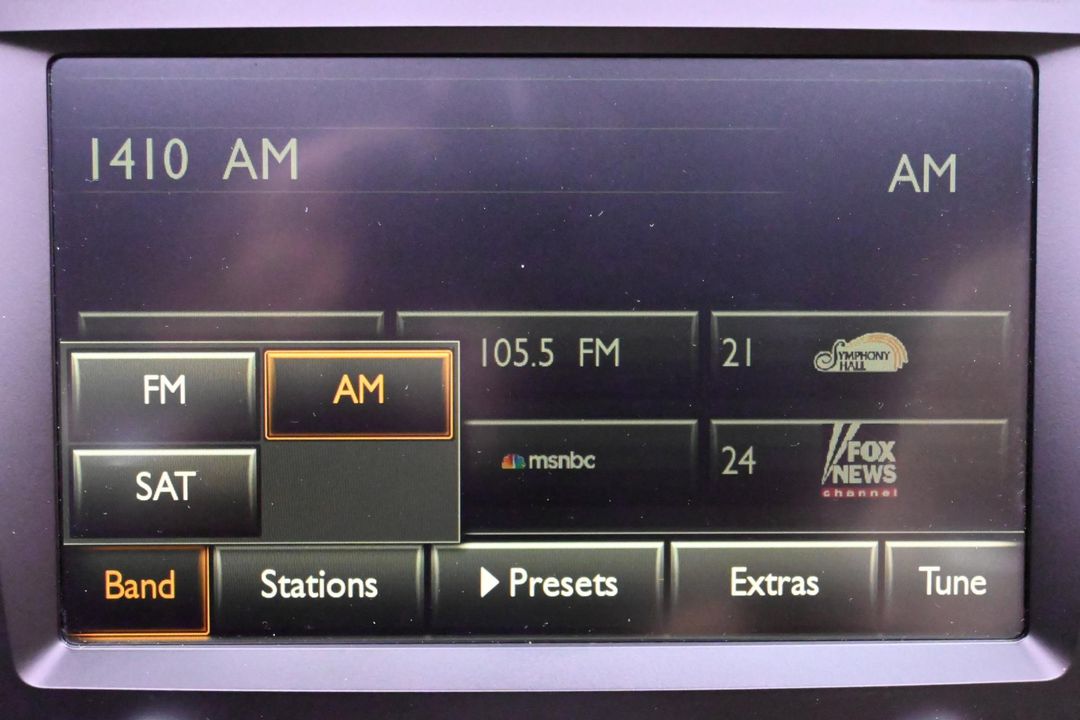 1410 AM
AM
105.5 FM
21 SYMPHONY HALL
FM
AM
msnbc
24 FOX NEWS channel
SAT
Band
Stations
Presets
Extras
Tune